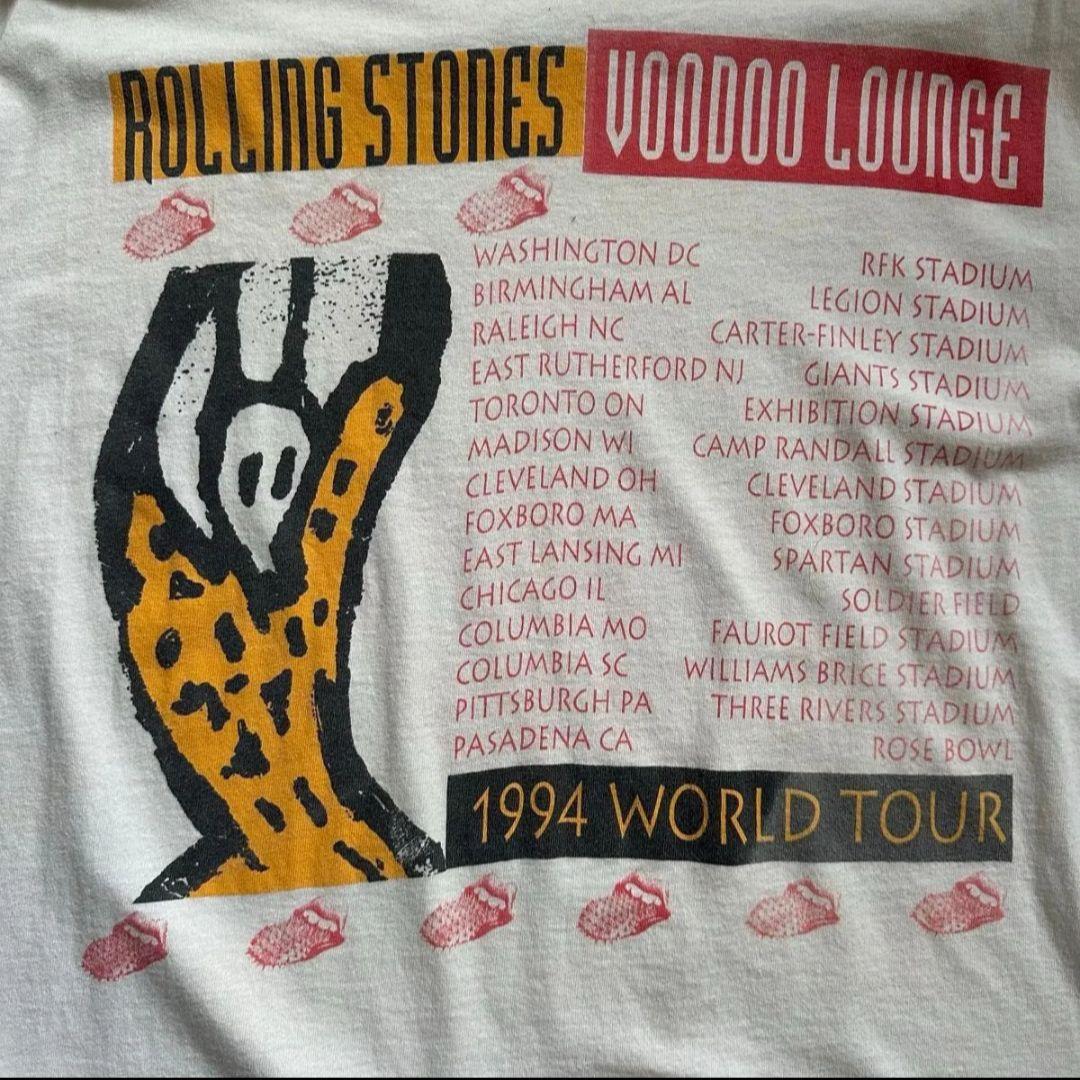 ROLLING STONES VOODOO LOUNGE
WASHINGTON DC RFK STADIUM
BIRMINGHAM AL LEGION STADIUM
RALEIGH NC CARTER-FINLEY STADIUM
EAST RUTHERFORD NJ GIANTS STADIUM
TORONTO ON EXHIBITION STADIUM
MADISON WI CAMP RANDALL STADIUM
CLEVELAND OH CLEVELAND STADIUM
FOXBORO MA FOXBORO STADIUM
EAST LANSING MI SPARTAN STADIUM
CHICAGO IL SOLDIER FIELD
COLUMBIA MO FAUROT FIELD STADIUM
COLUMBIA SC WILLIAMS BRICE STADIUM
PITTSBURGH PA THREE RIVERS STADIUM
PASADENA CA ROSE BOWL
1994 WORLD TOUR